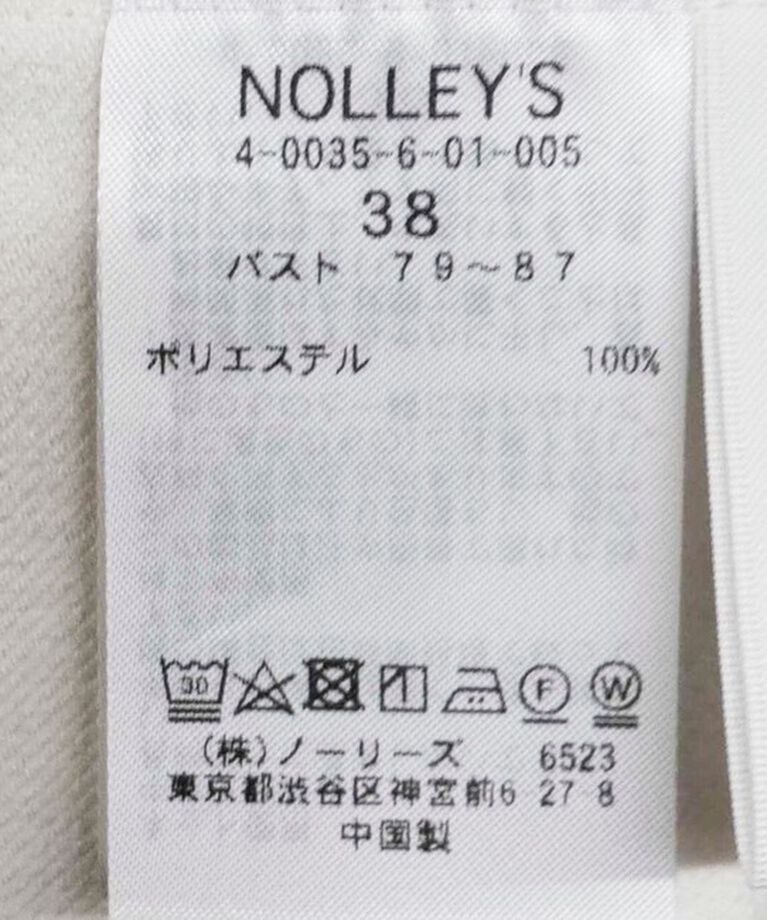 NOLLEY'S
4-0035-6-01-005
38
バスト 79~87
ポリエステル 100%
30 F W
(株)ノーリーズ 6523
東京都渋谷区神宮前6 27 8
中国製